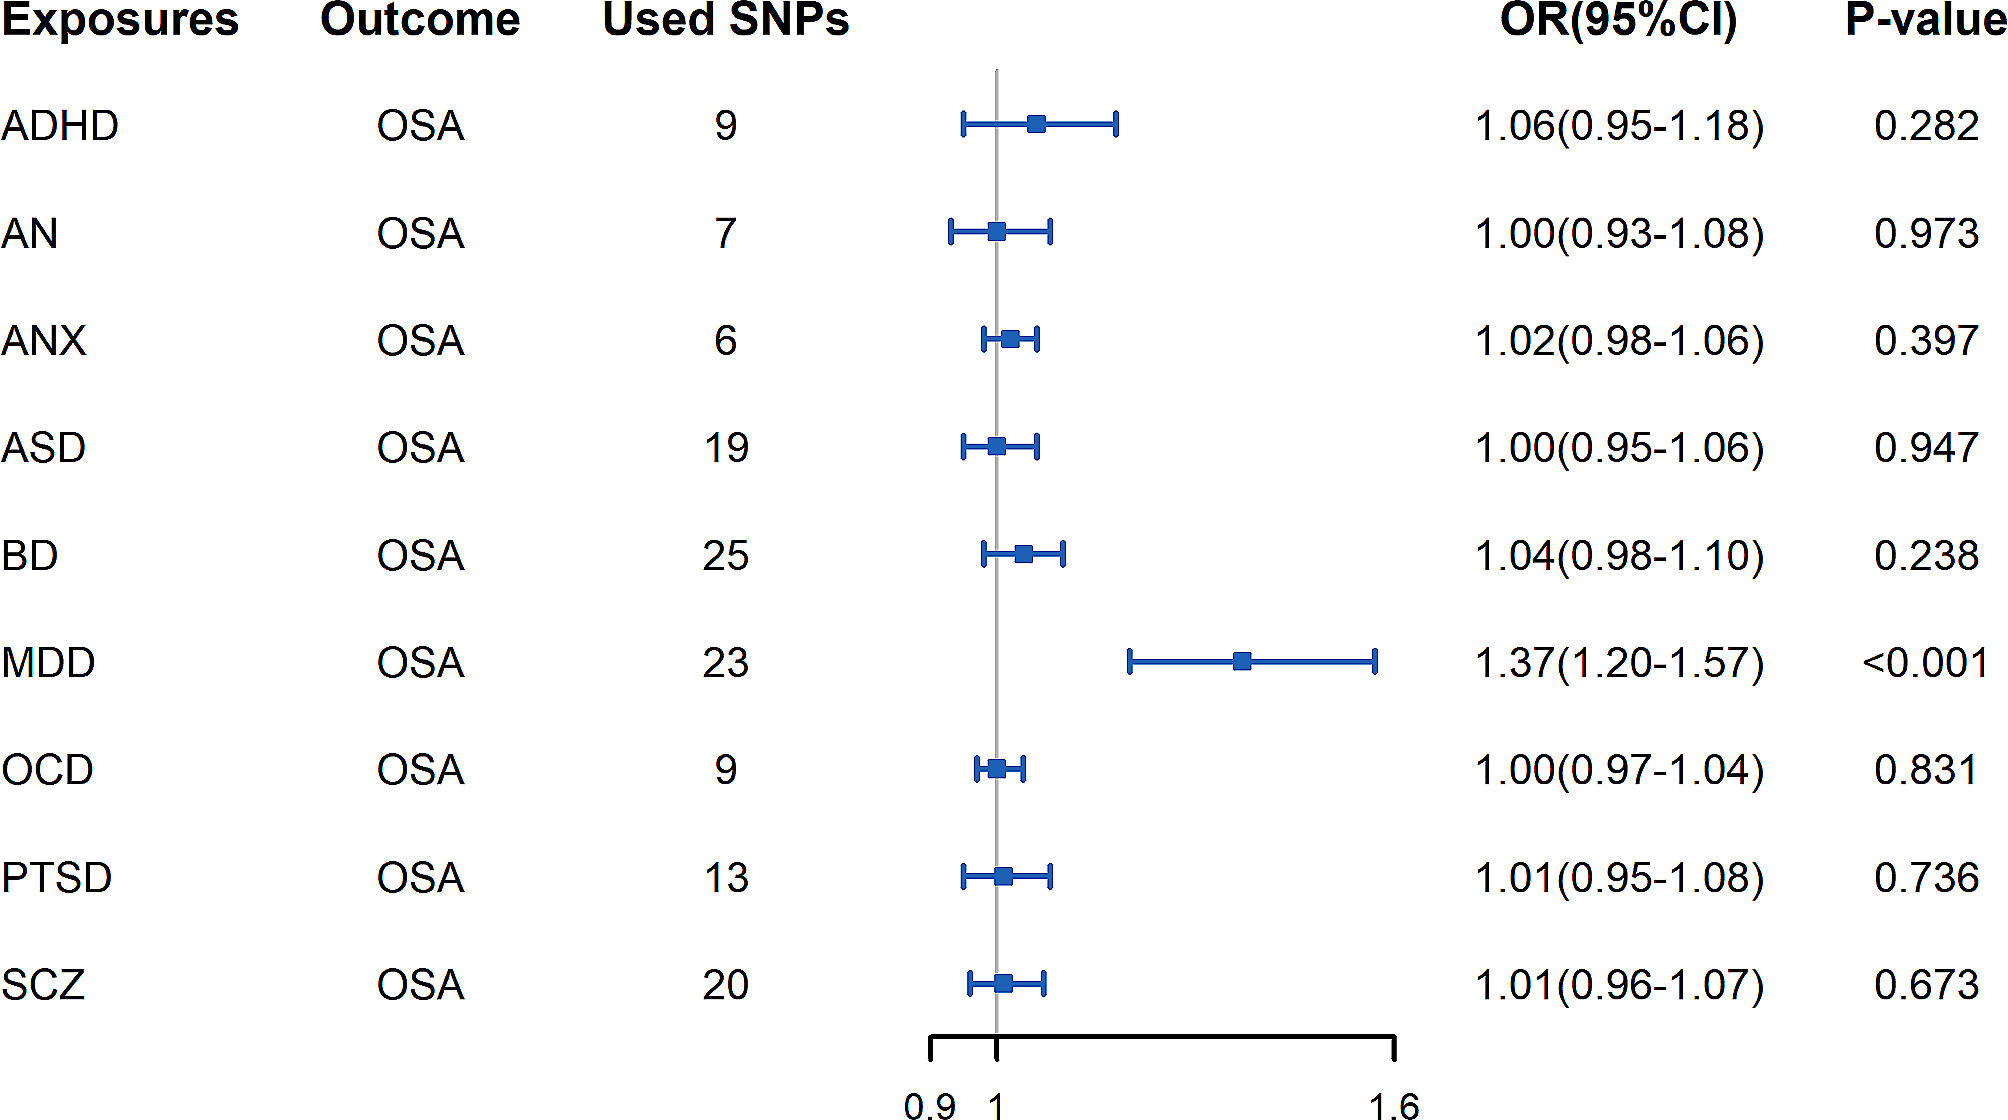 Exposures Outcome Used SNPs OR(95%CI) P-value
ADHD OSA 9 1.06(0.95-1.18) 0.282
AN OSA 7 1.00(0.93-1.08) 0.973
ANX OSA 6 1.02(0.98-1.06) 0.397
ASD OSA 19 1.00(0.95-1.06) 0.947
BD OSA 25 1.04(0.98-1.10) 0.238
MDD OSA 23 1.37(1.20-1.57) <0.001
OCD OSA 9 1.00(0.97-1.04) 0.831
PTSD OSA 13 1.01(0.95-1.08) 0.736
SCZ OSA 20 1.01(0.96-1.07) 0.673
0.9 1 1.6